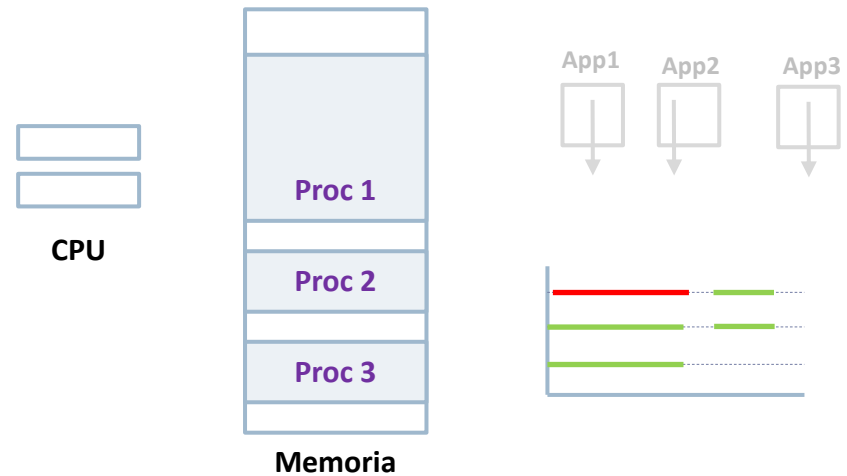 App1
App2
App3
CPU
Proc 1
Proc 2
Proc 3
Memoria